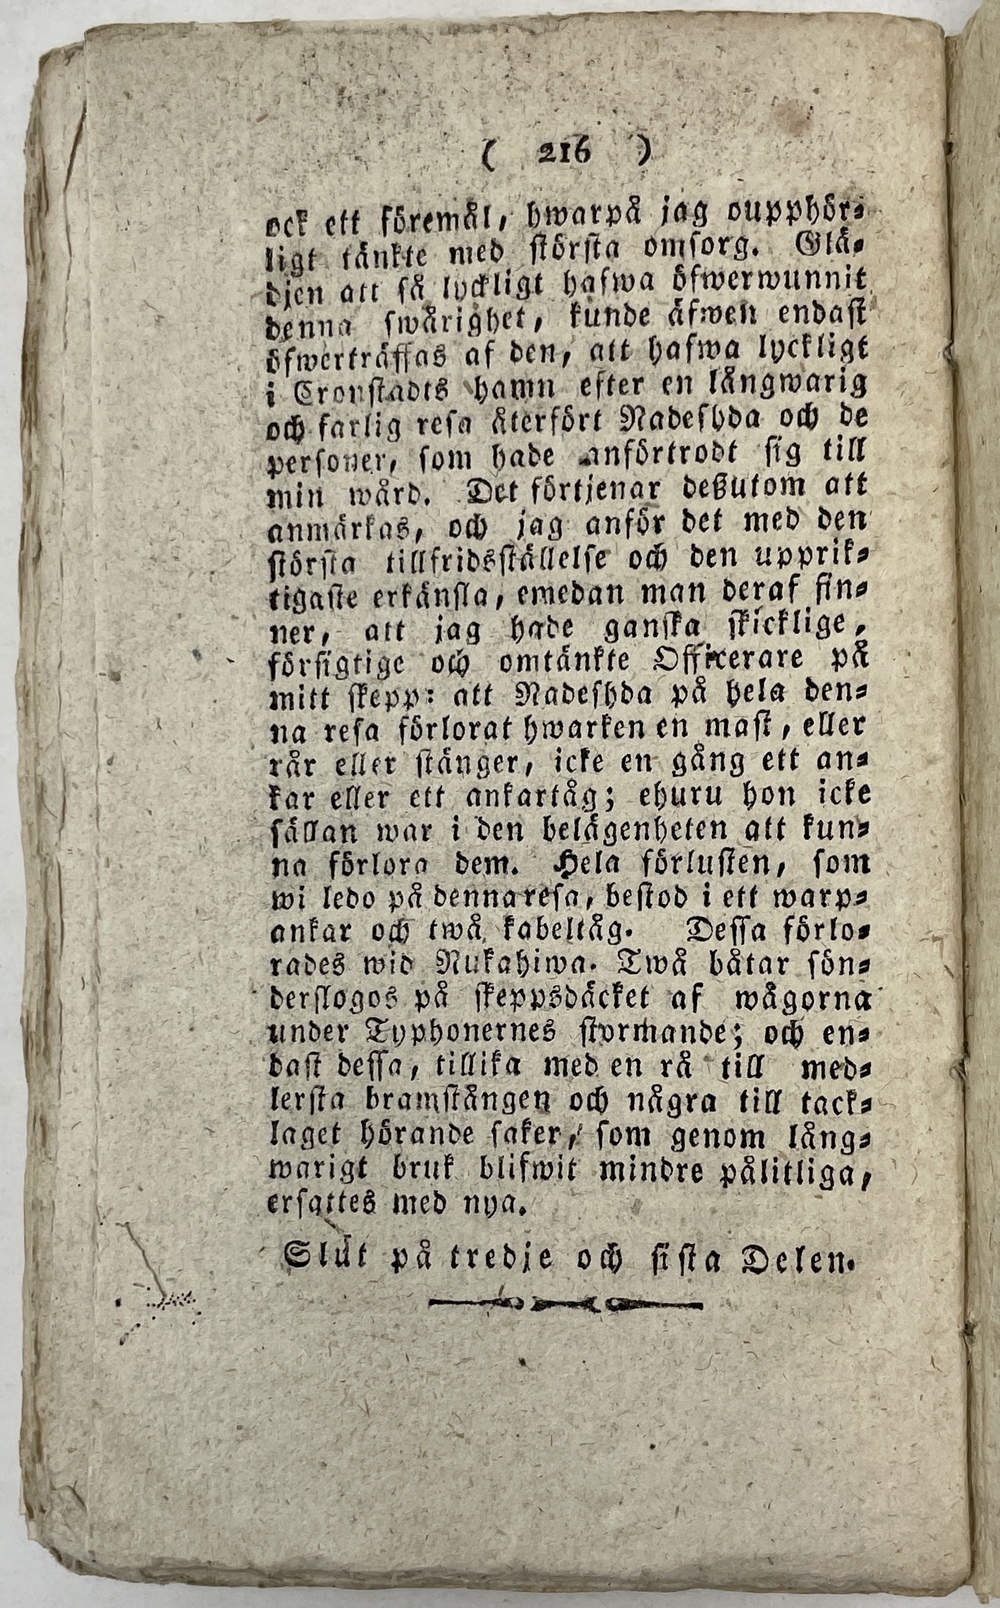 ( 216 )
ock ett föremål, hwarpå jag oupphör-
ligt tänkte med största omsorg. Glä-
djen att få lyckligt hafwa öfwerwunnit
denna swårighet, kunde äfwen endast
öfwerträffas af den, att hafwa lyckligt
i Cronstadts hamn efter en långwarig
och farlig resa återfört Nadeshda och de
personer, som hade anförtrodt sig till
min wård. Det förtjenar deßutom att
anmärkas, och jag anför det med den
största tillfridsställelse och den upprik-
tigaste erkänsla, emedan man deraf fin-
ner, att jag hade ganska skicklige,
försigtige och omtänkte Officerare på
mitt skepp: att Nadeshda på hela den-
na resa förlorat hwarken en mast, eller
rår eller stänger, icke en gång ett an-
kar eller ett ankartåg; ehuru hon icke
sällan war i den belägenheten att kun-
na förlora dem. Hela förlusten, som
wi ledo på denna resa, bestod i ett warp-
ankar och twå kabeltåg. Dessa förlo-
rades wid Nukahiwa. Twå båtar sön-
derslogos på skeppsdäcket af wågorna
under Typhonernes stormande; och en-
dast dessa, tillika med en rå till med-
lersta bramstången och några till tack-
laget hörande saker, som genom lång-
warigt bruk blifwit mindre pålitliga,
ersattes med nya.
Slut på tredje och sista Delen.